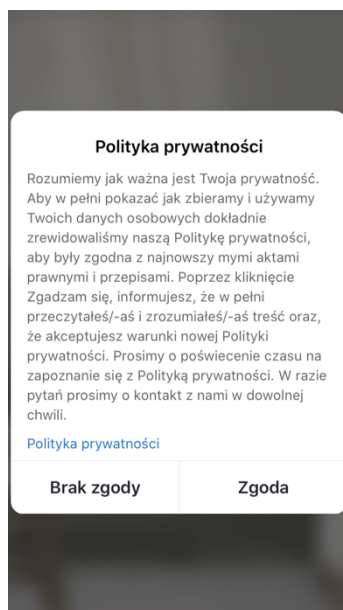 Polityka prywatności
Rozumiemy jak ważna jest Twoja prywatność.
Aby w pełni pokazać jak zbieramy i używamy
Twoich danych osobowych dokładnie
zrewidowaliśmy naszą Politykę prywatności,
aby były zgodna z najnowszy mymi aktami
prawnymi i przepisami. Poprzez kliknięcie
Zgadzam się, informujesz, że w pełni
przeczytałeś/-aś i zrozumiałeś/-aś treść oraz,
że akceptujesz warunki nowej Polityki
prywatności. Prosimy o poświecenie czasu na
zapoznanie się z Polityką prywatności. W razie
pytań prosimy o kontakt z nami w dowolnej
chwili.
Polityka prywatności
Brak zgody
Zgoda